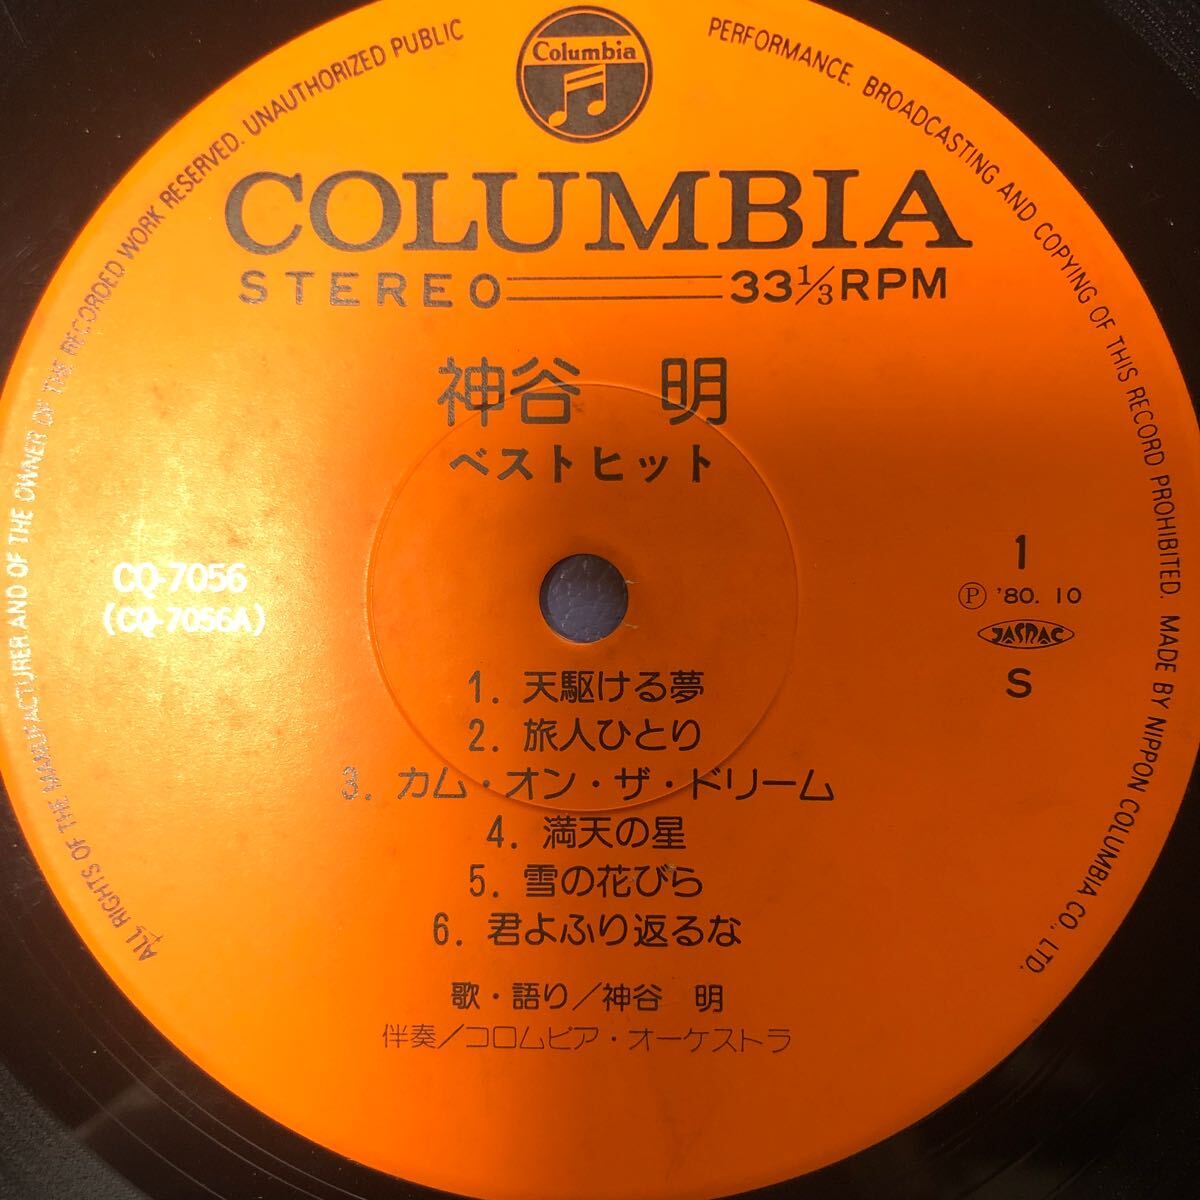 Columbia
ALL RIGHTS OF THE MANUFACTURER AND OF THE OWNER OF THE RECORDED WORK RESERVED. UNAUTHORIZED PUBLIC PERFORMANCE. BROADCASTING AND COPYING OF THIS RECORD PROHIBITED. MADE BY NIPPON COLUMBIA CO., LTD.
COLUMBIA
STEREO 33 1/3 RPM
神谷 明
ベストヒット
CQ-7056
(CQ-7056A)
1
Ⓟ '80. 10
JASRAC
S
1. 天駆ける夢
2. 旅人ひとり
3. カム・オン・ザ・ドリーム
4. 満天の星
5. 雪の花びら
6. 君よふり返るな
歌・語り/神谷 明
伴奏/コロムビア・オーケストラ